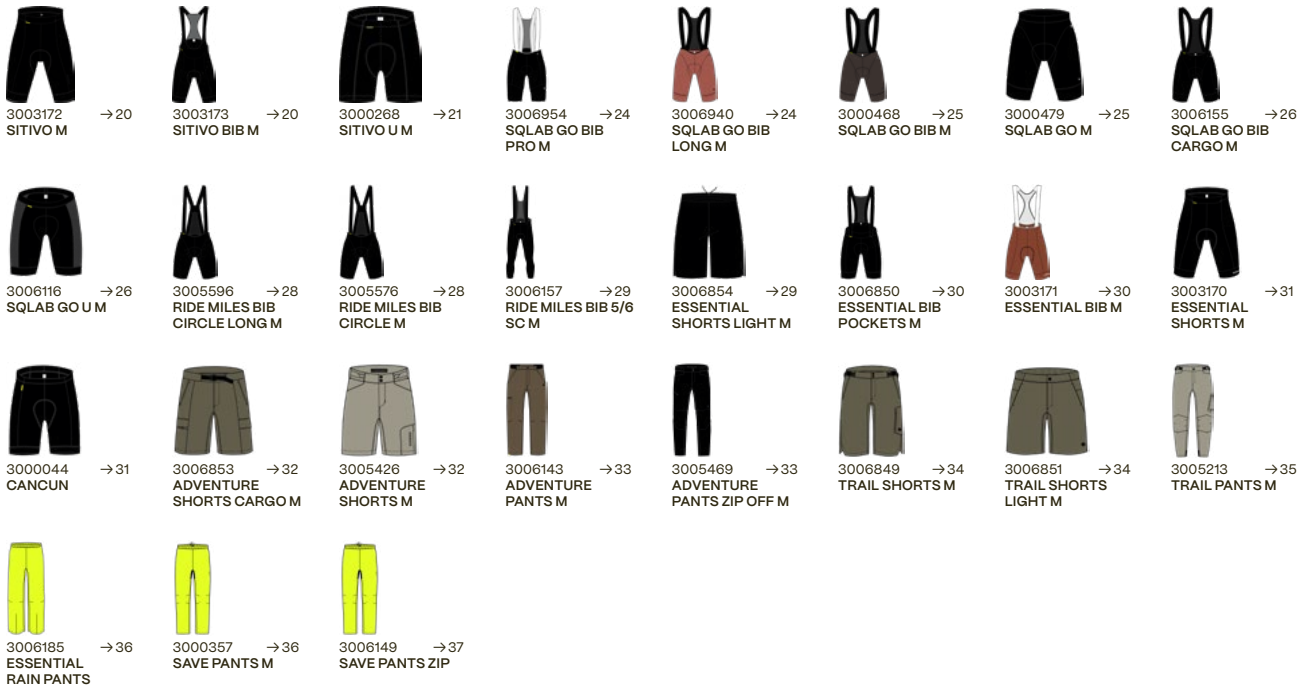 3003172 →20
SITIVO M
3003173 →20
SITIVO BIB M
3000268 →21
SITIVO U M
3006954 →24
SQLAB GO BIB
PRO M
3006940 →24
SQLAB GO BIB
LONG M
3000468 →25
SQLAB GO BIB M
3000479 →25
SQLAB GO M
3006155 →26
SQLAB GO BIB
CARGO M
3006116 →26
SQLAB GO U M
3005596 →28
RIDE MILES BIB
CIRCLE LONG M
3005576 →28
RIDE MILES BIB
CIRCLE M
3006157 →29
RIDE MILES BIB 5/6
SC M
3006854 →29
ESSENTIAL
SHORTS LIGHT M
3006850 →30
ESSENTIAL BIB
POCKETS M
3003171 →30
ESSENTIAL BIB M
3003170 →31
ESSENTIAL
SHORTS M
3000044 →31
CANCUN
3006853 →32
ADVENTURE
SHORTS CARGO M
3005426 →32
ADVENTURE
SHORTS M
3006143 →33
ADVENTURE
PANTS M
3005469 →33
ADVENTURE
PANTS ZIP OFF M
3006849 →34
TRAIL SHORTS M
3006851 →34
TRAIL SHORTS
LIGHT M
3005213 →35
TRAIL PANTS M
3006185 →36
ESSENTIAL
RAIN PANTS
3000357 →36
SAVE PANTS M
3006149 →37
SAVE PANTS ZIP